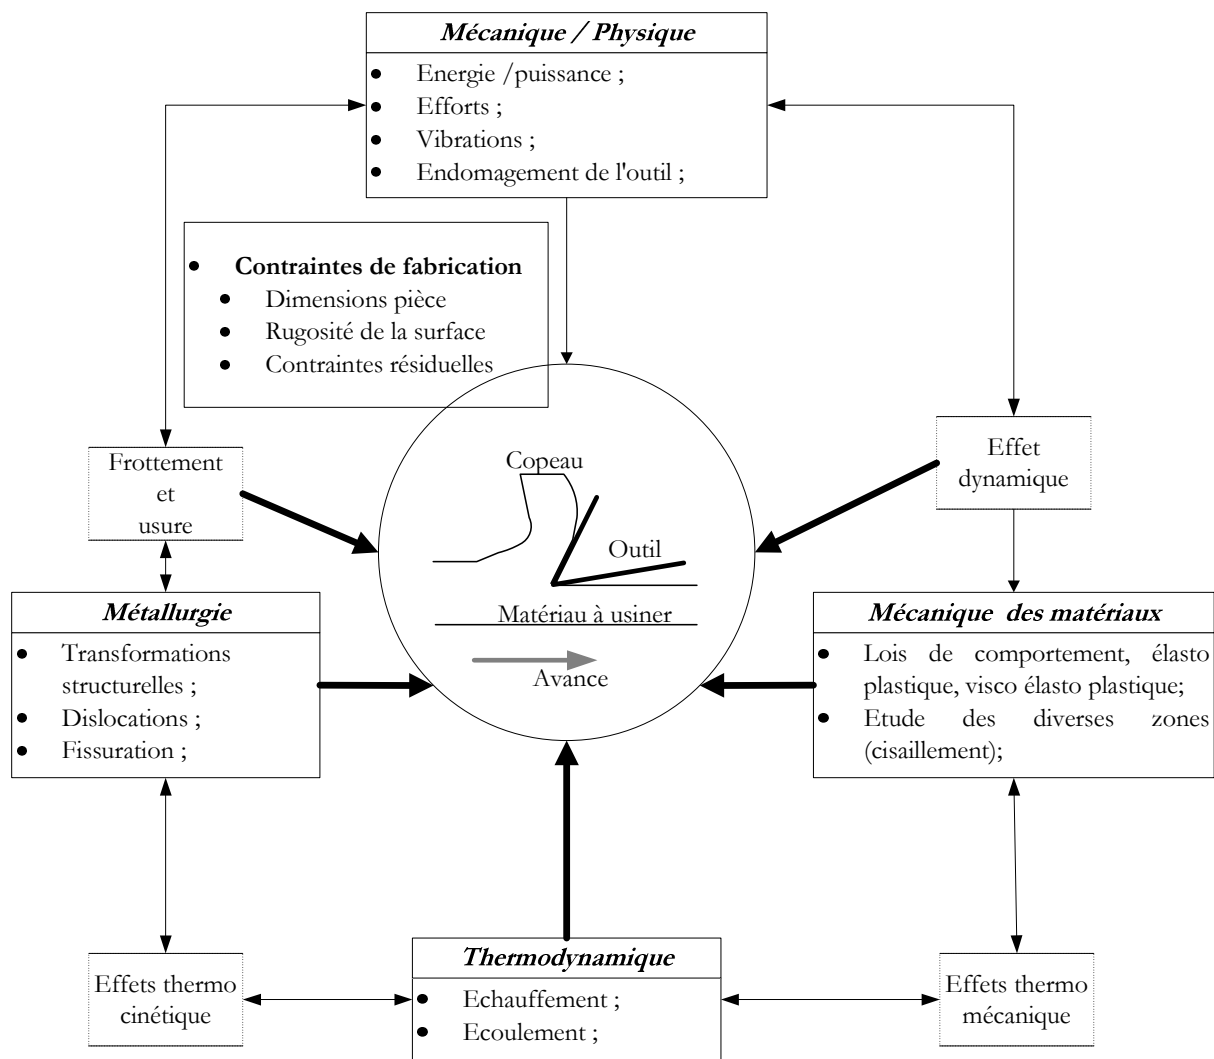 Mécanique / Physique
• Energie /puissance ;
• Efforts ;
• Vibrations ;
• Endomagement de l'outil ;
• Contraintes de fabrication
• Dimensions pièce
• Rugosité de la surface
• Contraintes résiduelles
Frottement
et
usure
Effet
dynamique
Copeau
Outil
Matériau à usiner
Avance
Métallurgie
• Transformations
structurelles ;
• Dislocations ;
• Fissuration ;
Mécanique des matériaux
• Lois de comportement, élasto
plastique, visco élasto plastique;
• Etude des diverses zones
(cisaillement);
Effets thermo
cinétique
Thermodynamique
• Echauffement ;
• Ecoulement ;
Effets thermo
mécanique